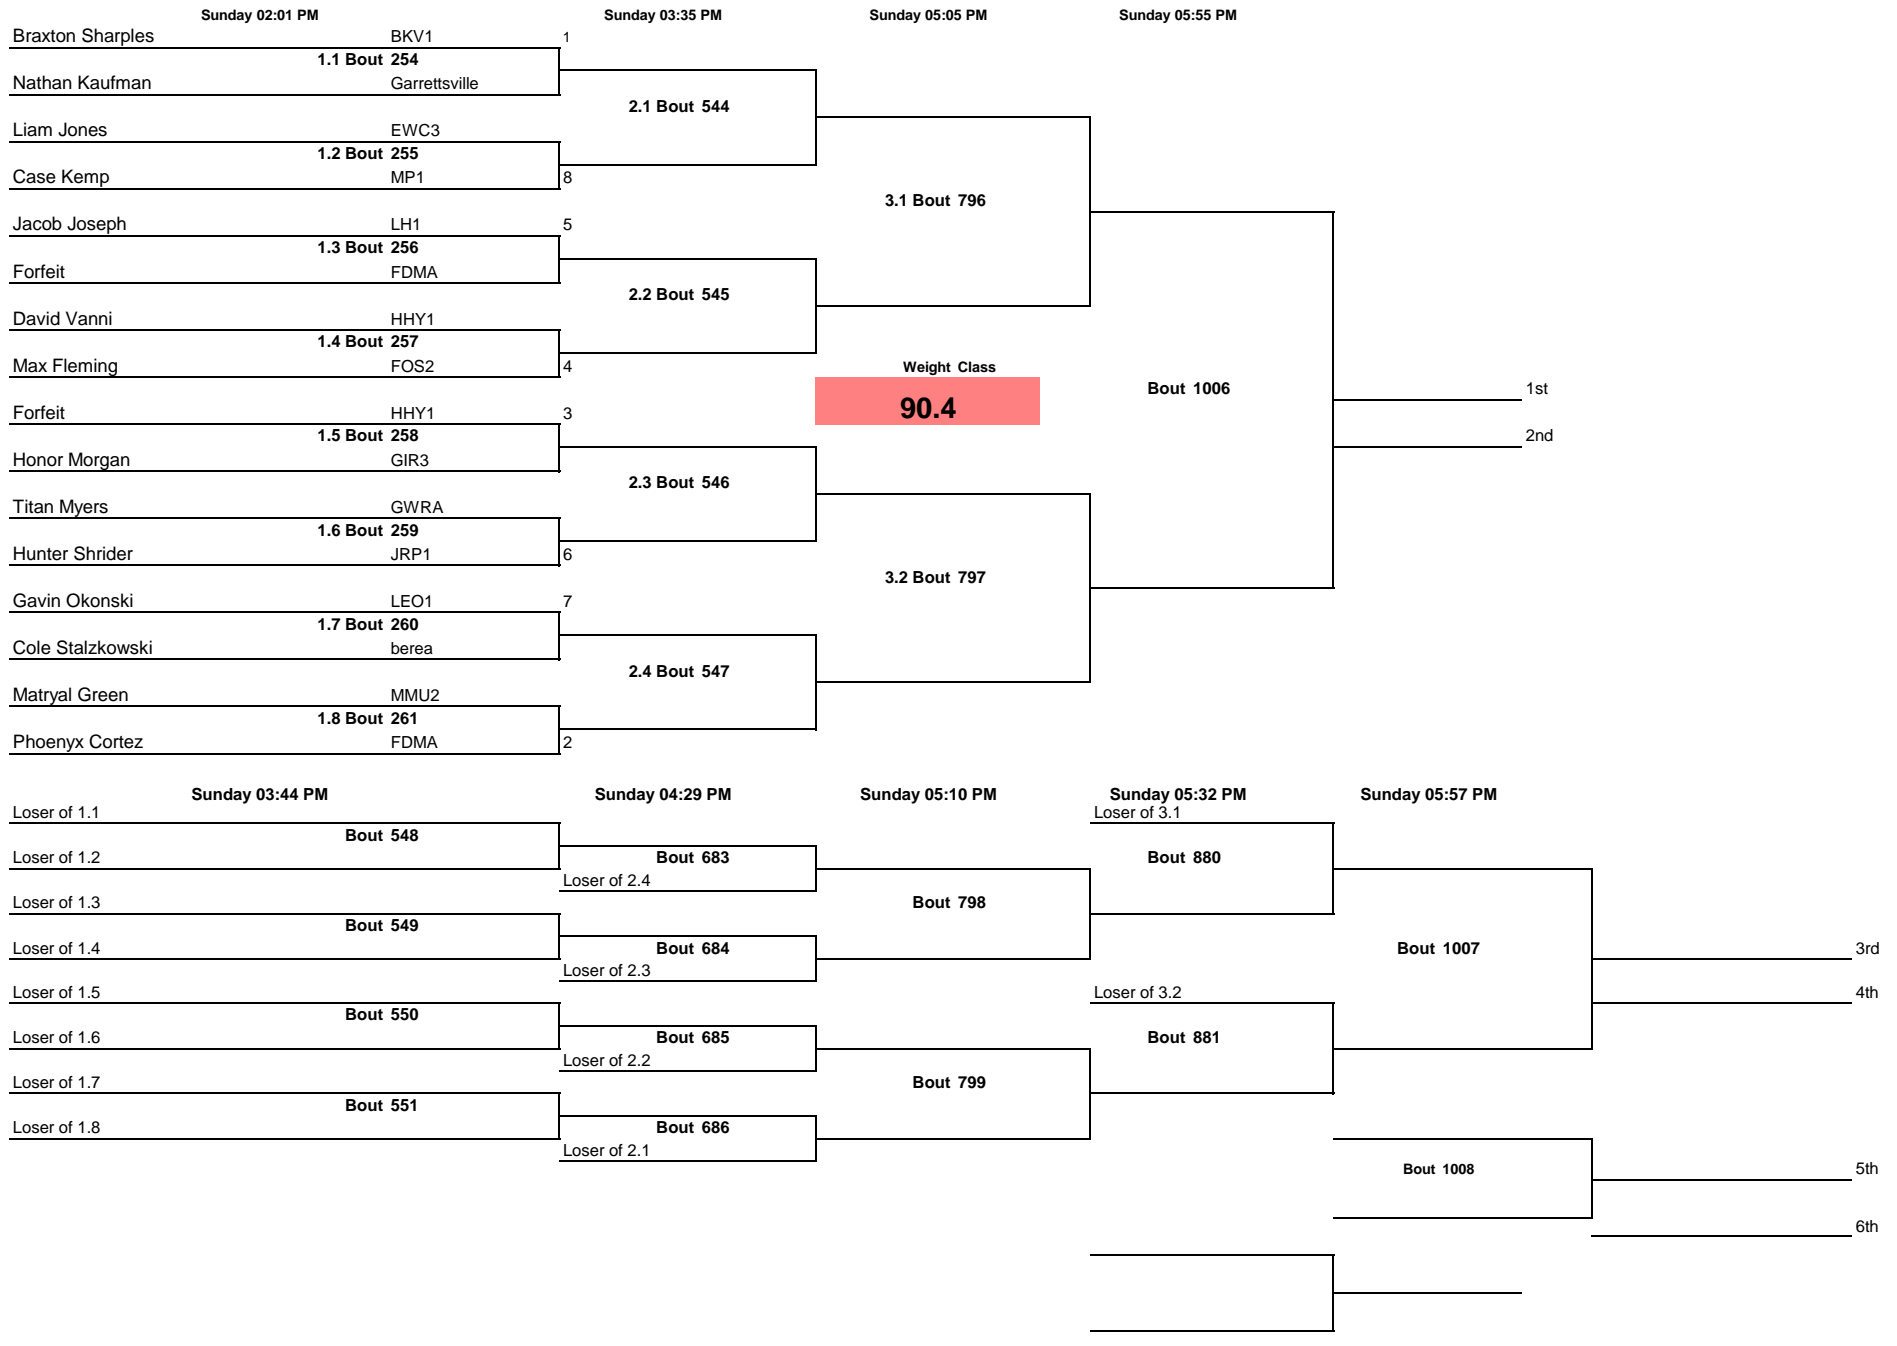 Sunday 02:01 PM Sunday 03:35 PM Sunday 05:05 PM Sunday 05:55 PM
Braxton Sharples BKV1 1
1.1 Bout 254
Nathan Kaufman Garrettsville
2.1 Bout 544
Liam Jones EWC3
1.2 Bout 255
Case Kemp MP1 8
3.1 Bout 796
Jacob Joseph LH1 5
1.3 Bout 256
Forfeit FDMA
2.2 Bout 545
David Vanni HHY1
1.4 Bout 257
Max Fleming FOS2 4 Weight Class
Bout 1006 1st
90.4
Forfeit HHY1 3
1.5 Bout 258 2nd
Honor Morgan GIR3
2.3 Bout 546
Titan Myers GWRA
1.6 Bout 259
Hunter Shrider JRP1 6
3.2 Bout 797
Gavin Okonski LEO1 7
1.7 Bout 260
Cole Stalzkowski berea
2.4 Bout 547
Matryal Green MMU2
1.8 Bout 261
Phoenyx Cortez FDMA 2
Sunday 03:44 PM Sunday 04:29 PM Sunday 05:10 PM Sunday 05:32 PM Sunday 05:57 PM
Loser of 1.1 Loser of 3.1
Bout 548
Loser of 1.2 Bout 683 Bout 880
Loser of 2.4
Loser of 1.3 Bout 798
Bout 549
Loser of 1.4 Bout 684 Bout 1007 3rd
Loser of 2.3
Loser of 1.5 Loser of 3.2 4th
Bout 550
Loser of 1.6 Bout 685 Bout 881
Loser of 2.2
Loser of 1.7 Bout 799
Bout 551
Loser of 1.8 Bout 686
Loser of 2.1
Bout 1008 5th
6th